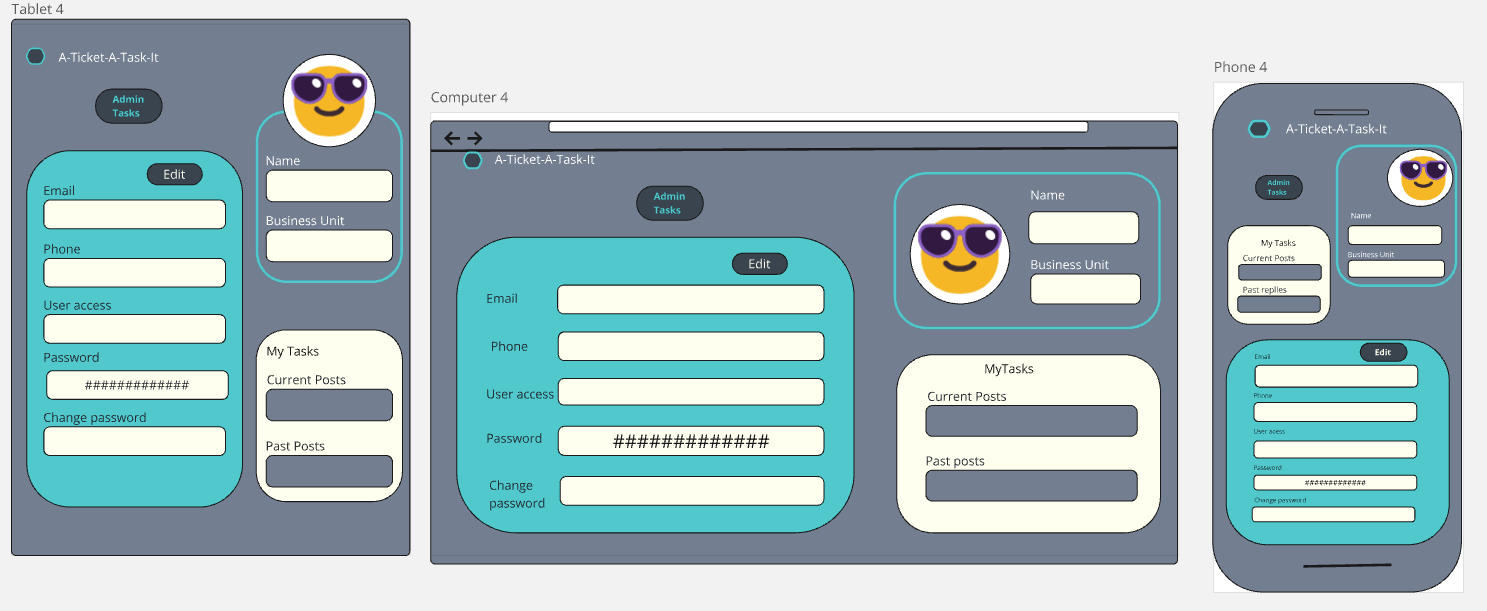 Tablet 4
A-Ticket-A-Task-It
Admin
Tasks
Edit
Email
Phone
User access
Password
#############
Change password
Name
Business Unit
My Tasks
Current Posts
Past Posts
Computer 4
A-Ticket-A-Task-It
Admin
Tasks
Edit
Email
Phone
User access
Password
#############
Change
password
Name
Business Unit
MyTasks
Current Posts
Past posts
Phone 4
A-Ticket-A-Task-It
Admin
Tasks
Name
Business Unit
My Tasks
Current Posts
Past replies
Edit
Email
Phone
User acess
Password
#############
Change password